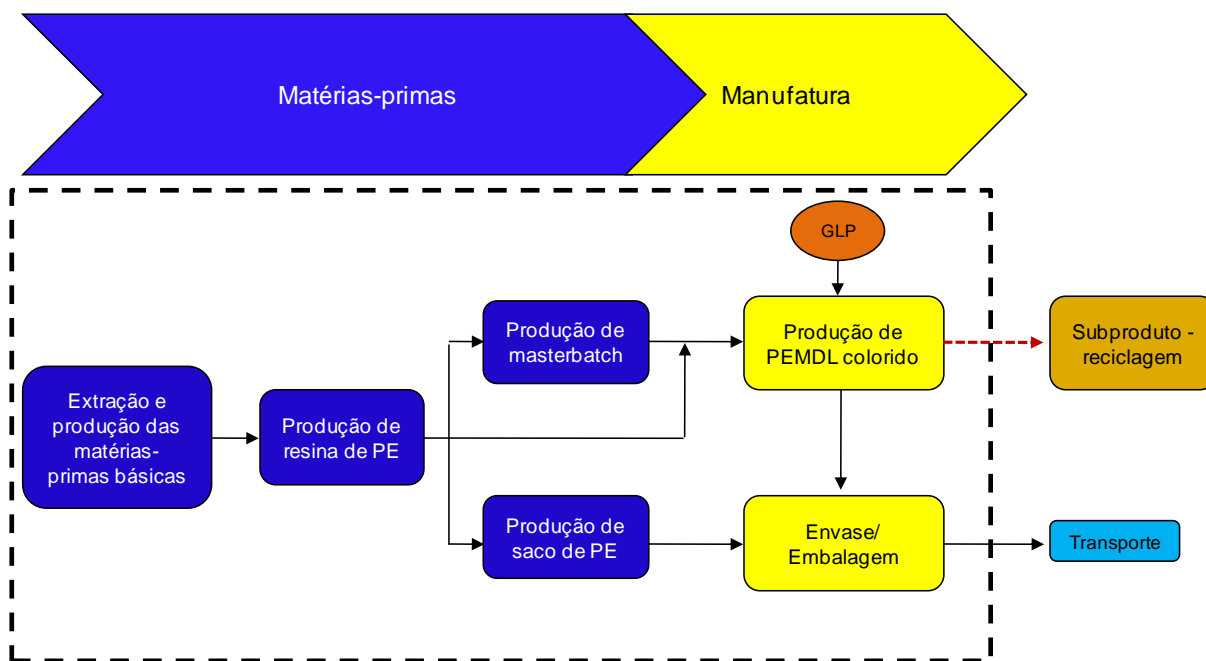 Matérias-primas
Manufatura
GLP
Produção de
masterbatch
Produção de
PEMDL colorido
Subproduto -
reciclagem
Extração e
produção das
matérias-
primas básicas
Produção de
resina de PE
Produção de
saco de PE
Envase/
Embalagem
Transporte